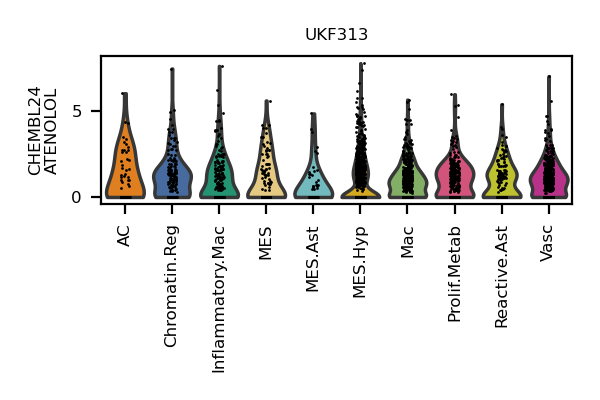 UKF313
CHEMBL24
ATENOLOL
5
0
AC
Chromatin.Reg
Inflammatory.Mac
MES
MES.Ast
MES.Hyp
Mac
Prolif.Metab
Reactive.Ast
Vasc